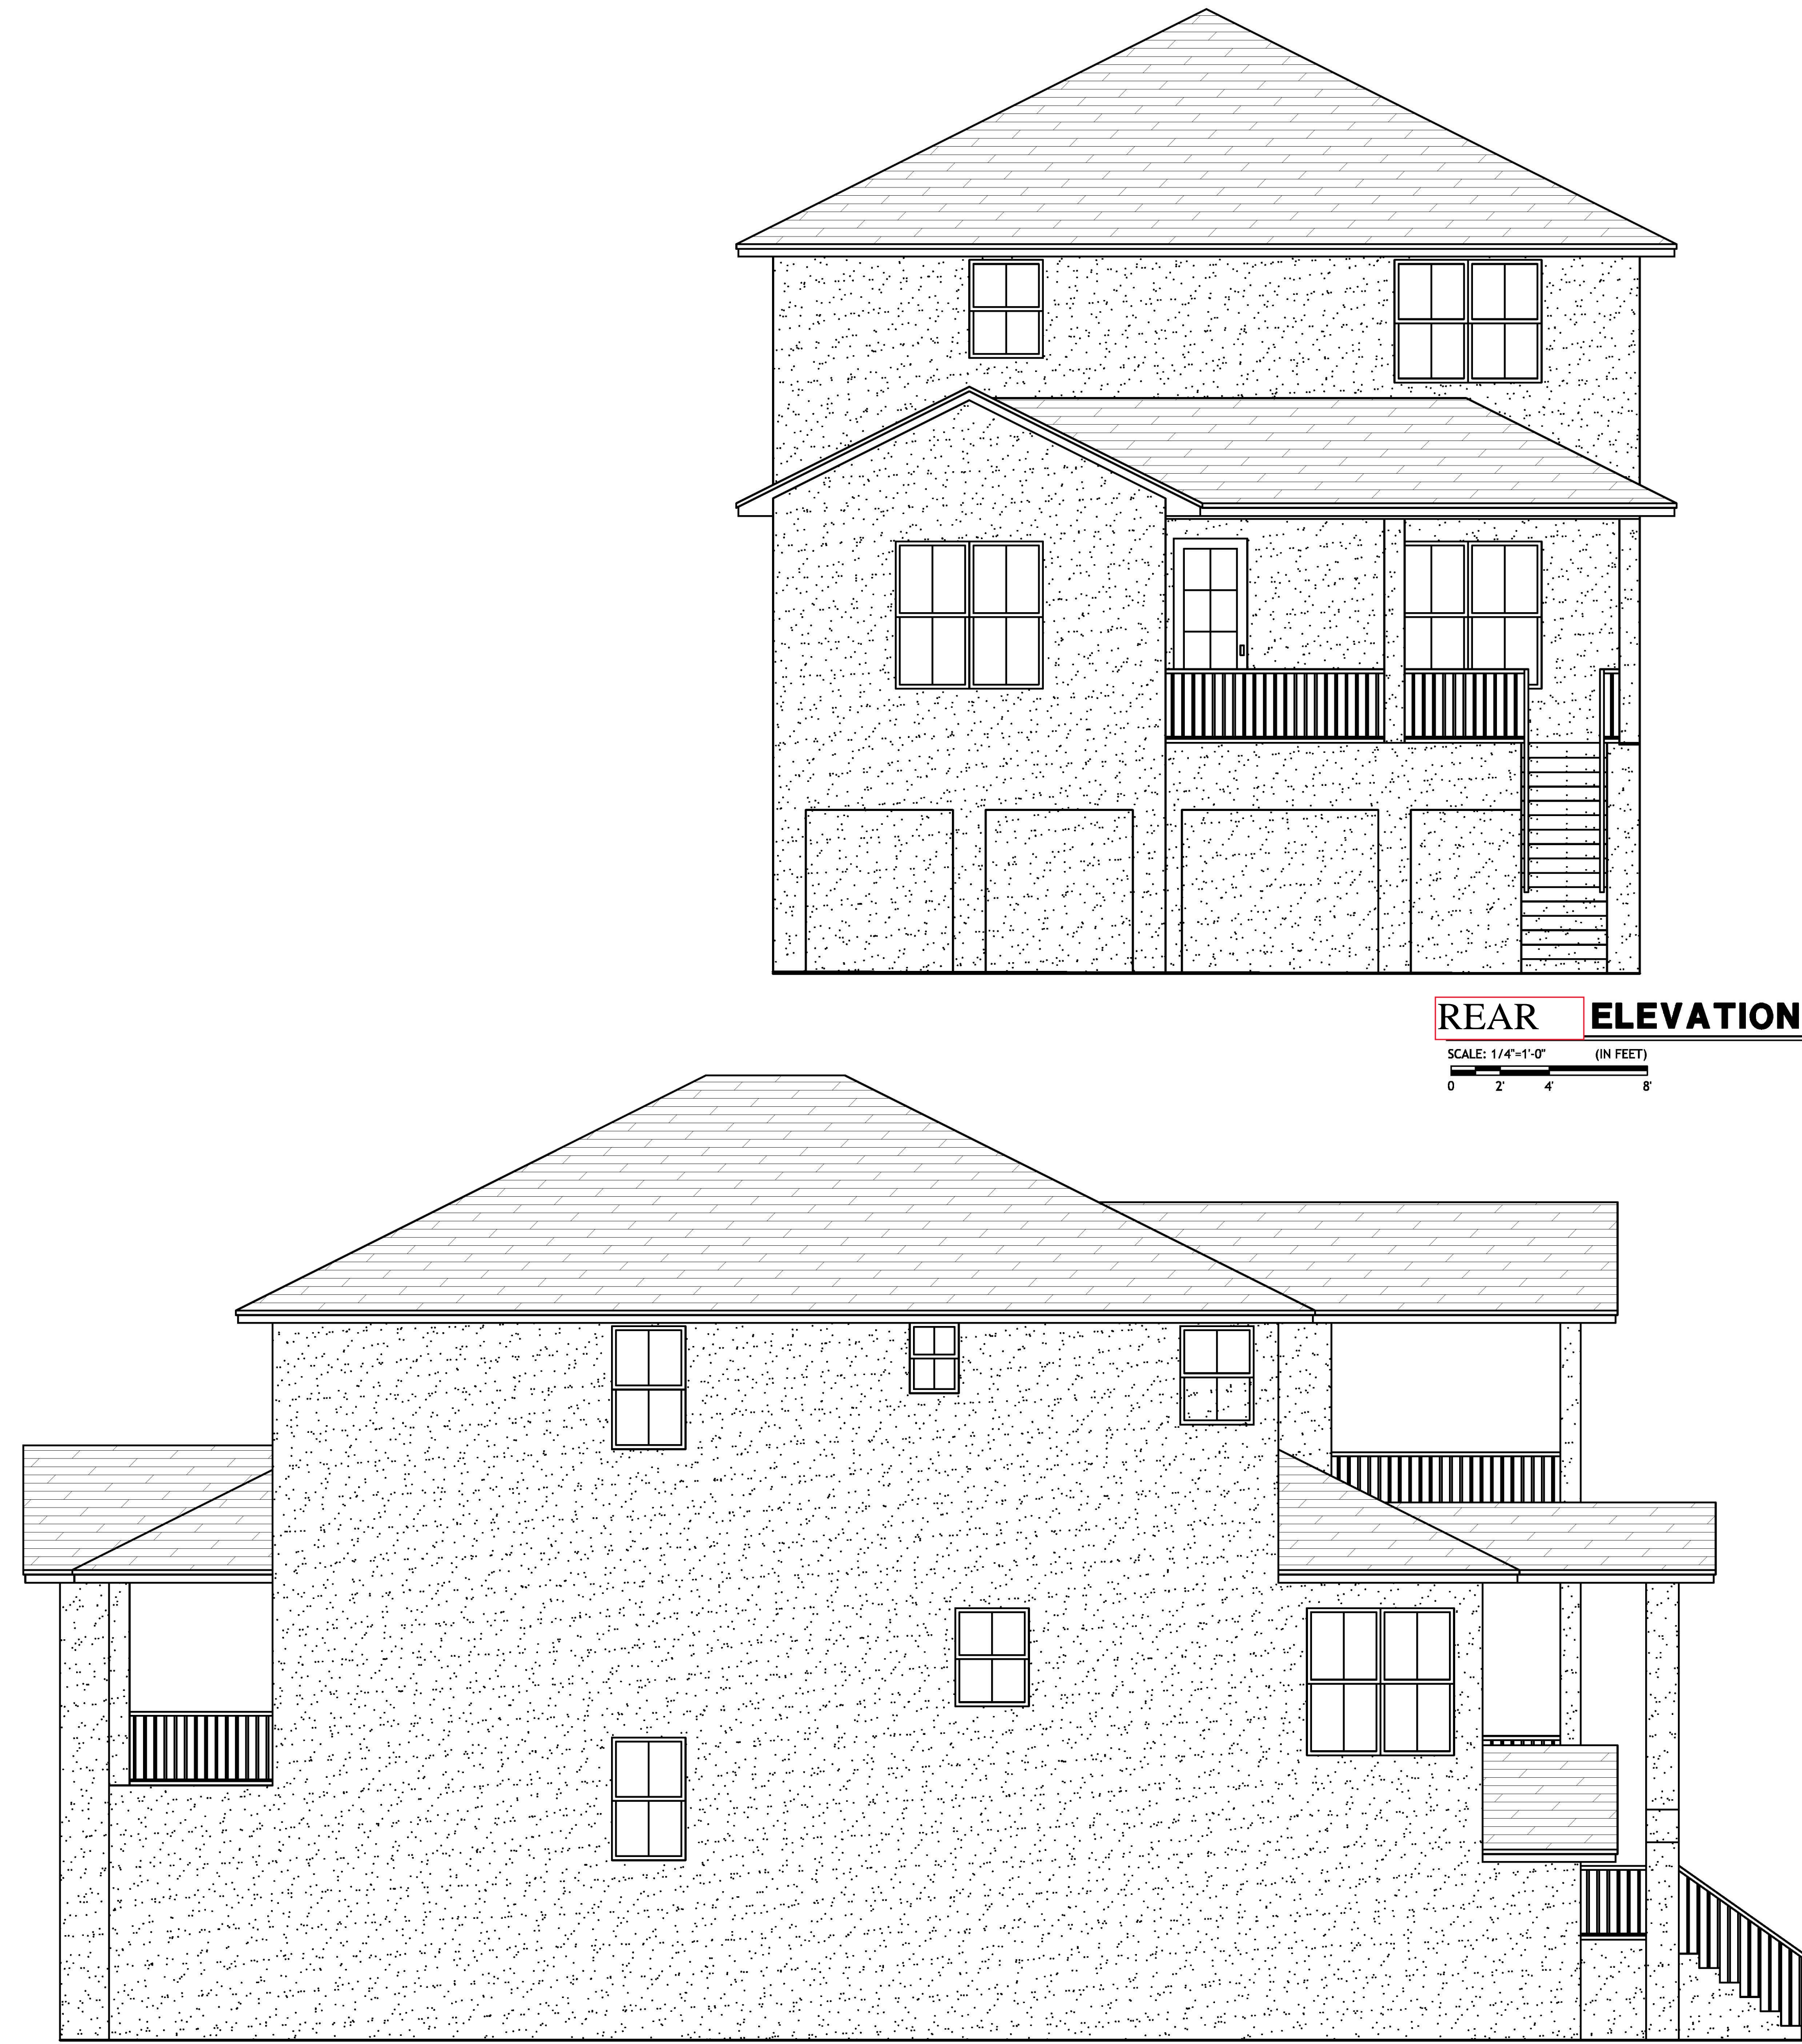 REAR ELEVATION
SCALE: 1/4"=1'-0" (IN FEET)
0 2' 4' 8'